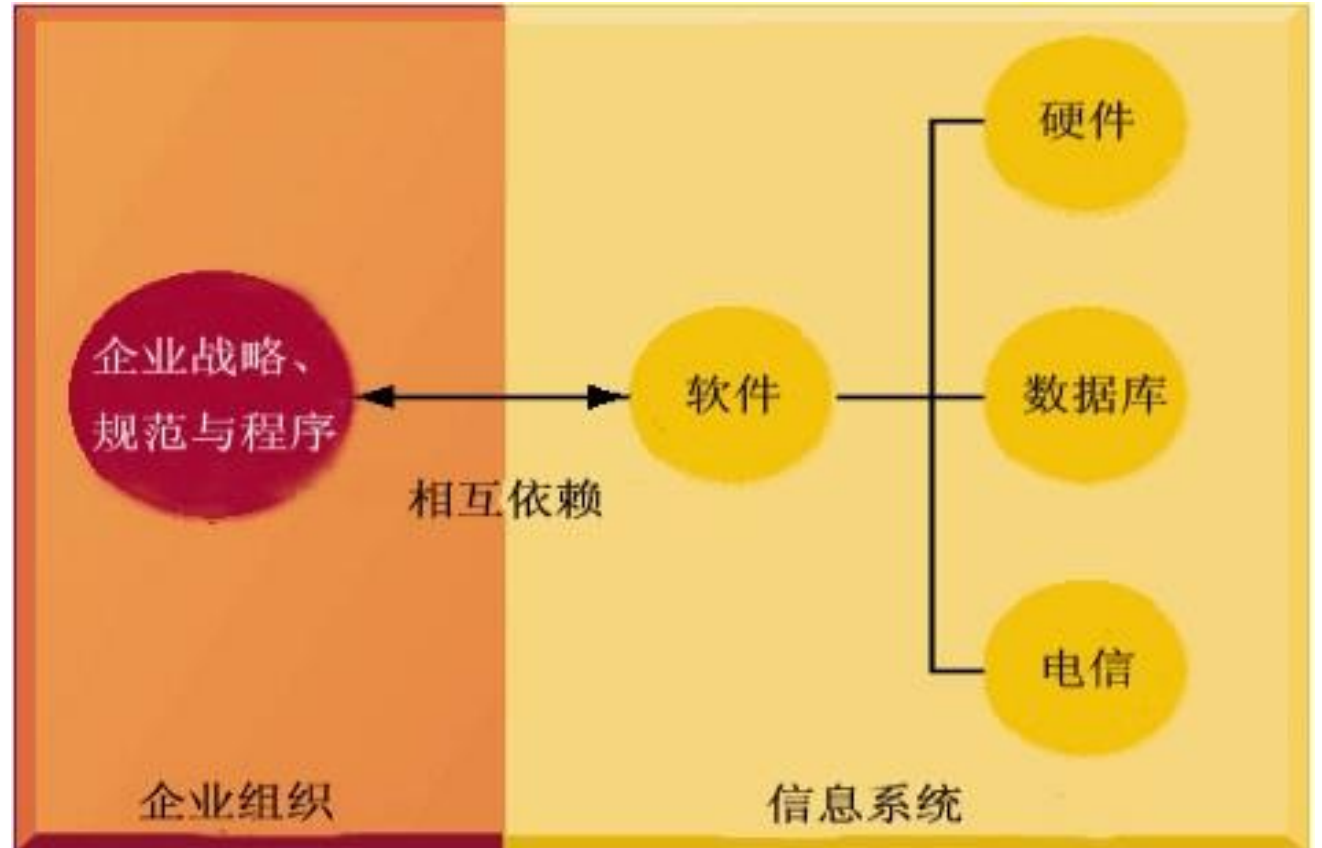 硬件
企业战略、
规范与程序
软件
数据库
相互依赖
电信
企业组织
信息系统